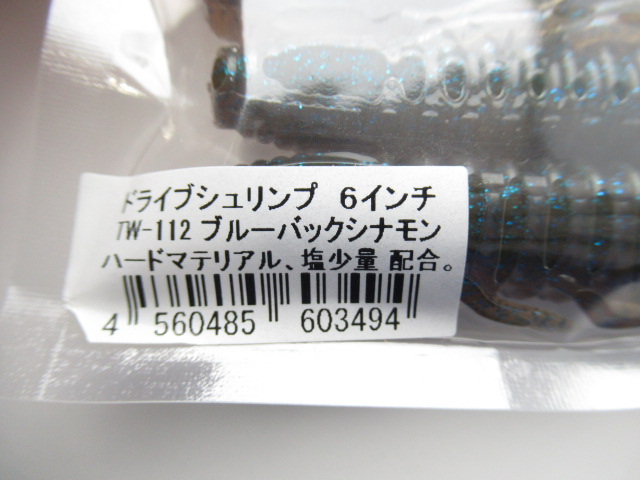 ドライブシュリンプ 6インチ
TW-112 ブルーバックシナモン
ハードマテリアル、塩少量 配合。
4 560485 603494